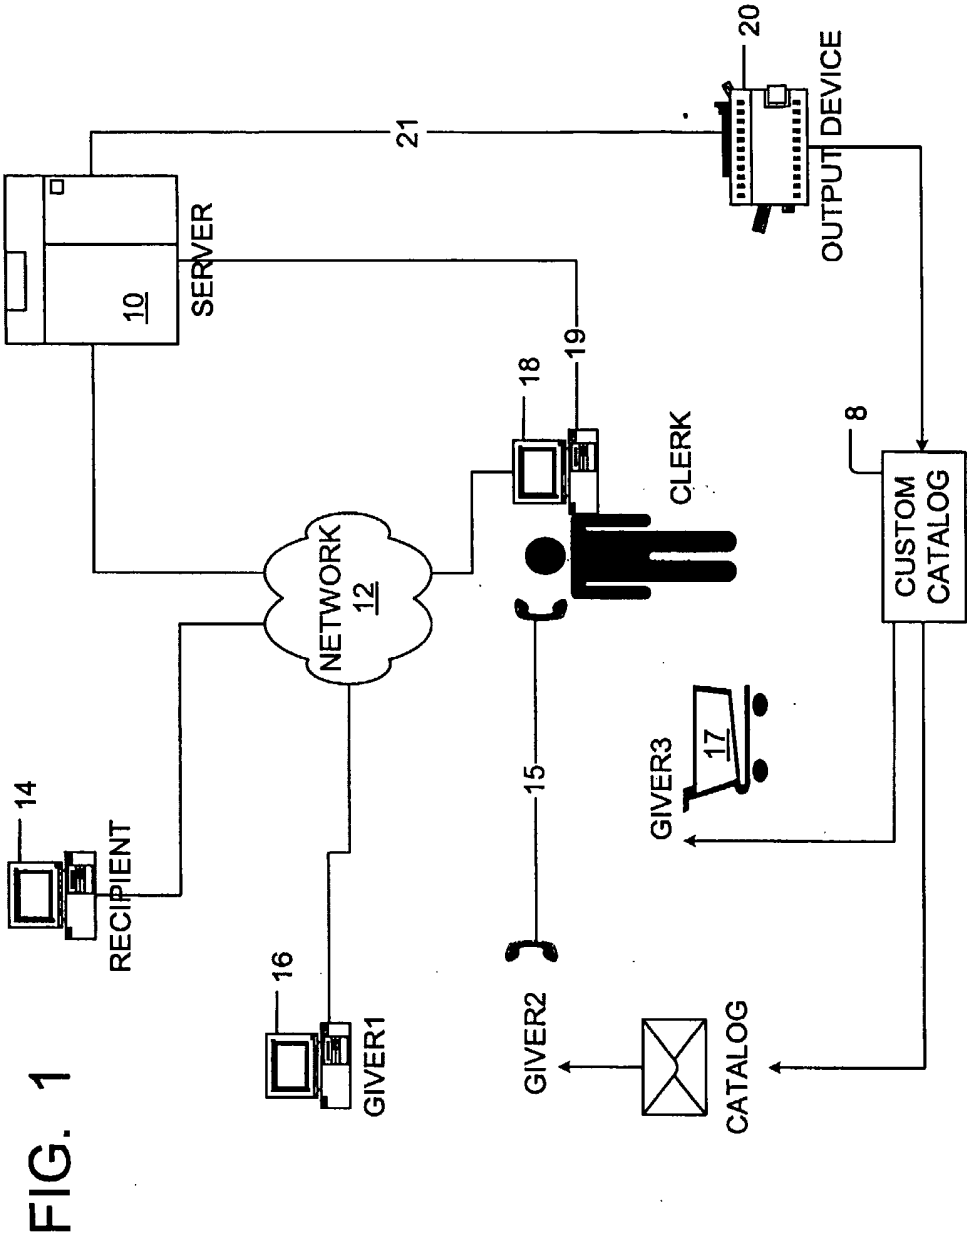 FIG. 1
RECIPIENT
14
10
SERVER
16
GIVER1
NETWORK
12
18
19
21
20
OUTPUT DEVICE
GIVER2
15
CLERK
CATALOG
GIVER3
17
8
CUSTOM
CATALOG